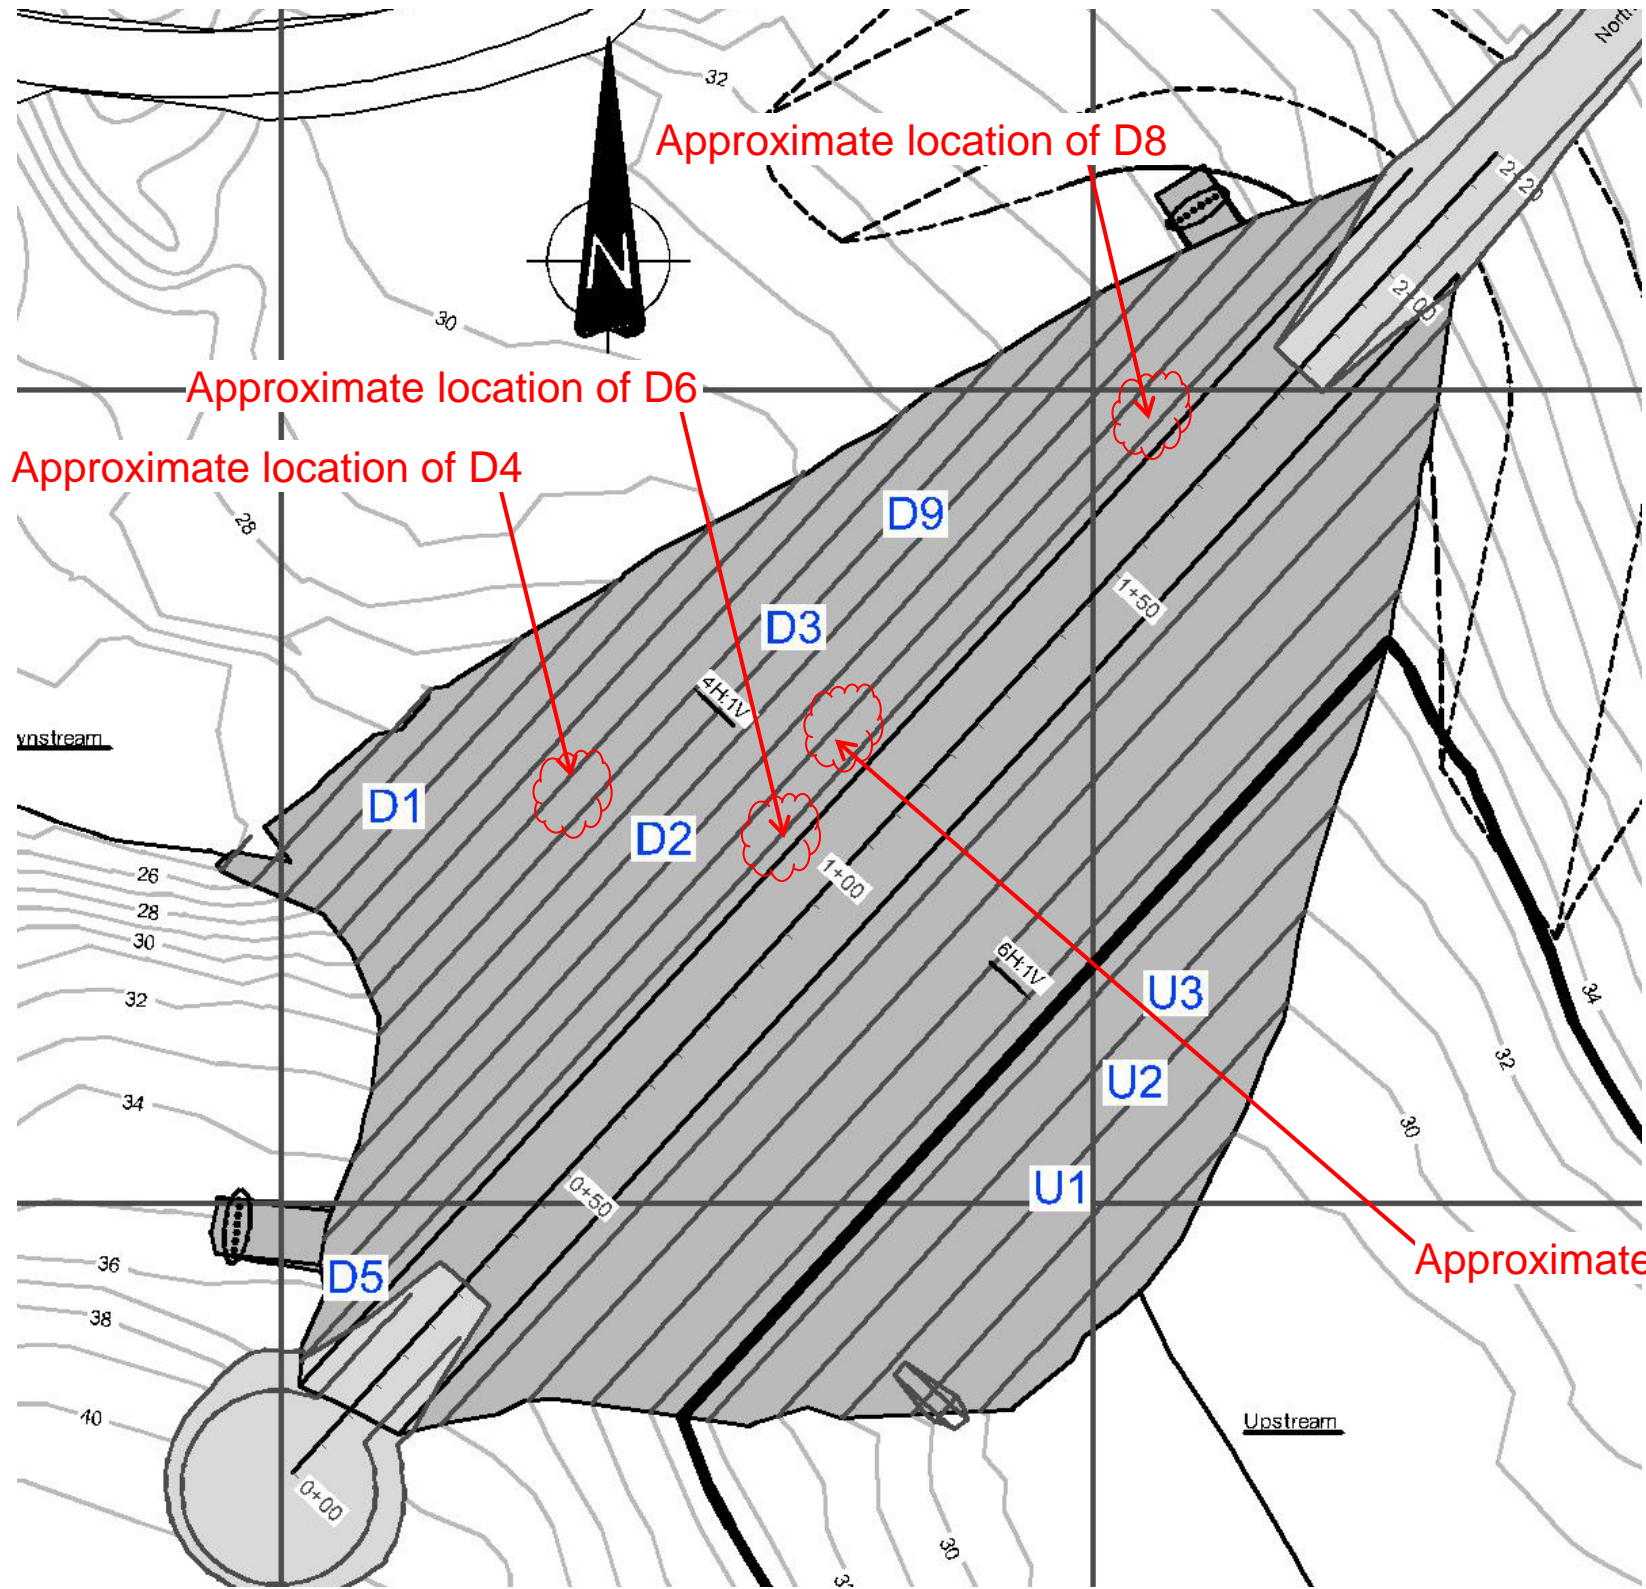 North
32
Approximate location of D8
2+20
2+00
30
Approximate location of D6
Approximate location of D4
D9
28
1+50
D3
4H:1V
wnstream
D1
D2
26
1+00
28
30
6H:1V
U3
32
34
U2
32
34
30
U1
0+50
Approximate
36
D5
38
40
Upstream
0+00
30